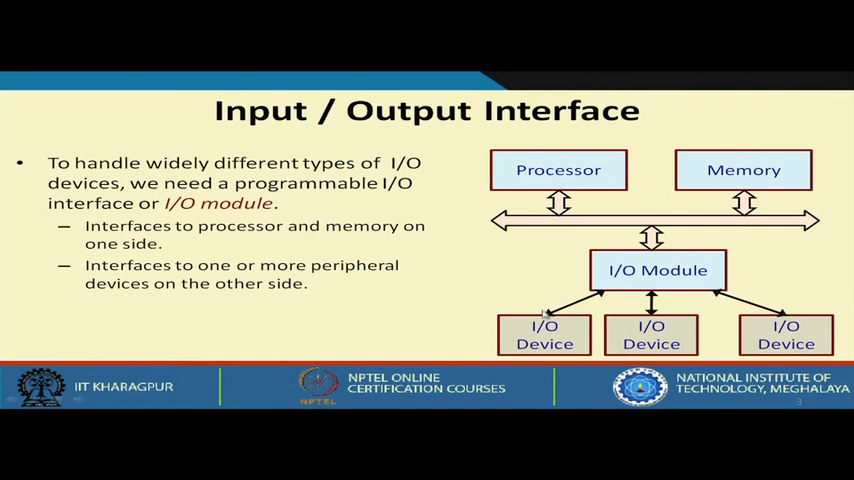 Input / Output Interface
• To handle widely different types of I/O
devices, we need a programmable I/O
interface or I/O module.
– Interfaces to processor and memory on
one side.
– Interfaces to one or more peripheral
devices on the other side.
Processor
Memory
I/O Module
I/O
Device
I/O
Device
I/O
Device
IIT KHARAGPUR
NPTEL
NPTEL ONLINE
CERTIFICATION COURSES
NATIONAL INSTITUTE OF
TECHNOLOGY, MEGHALAYA
3